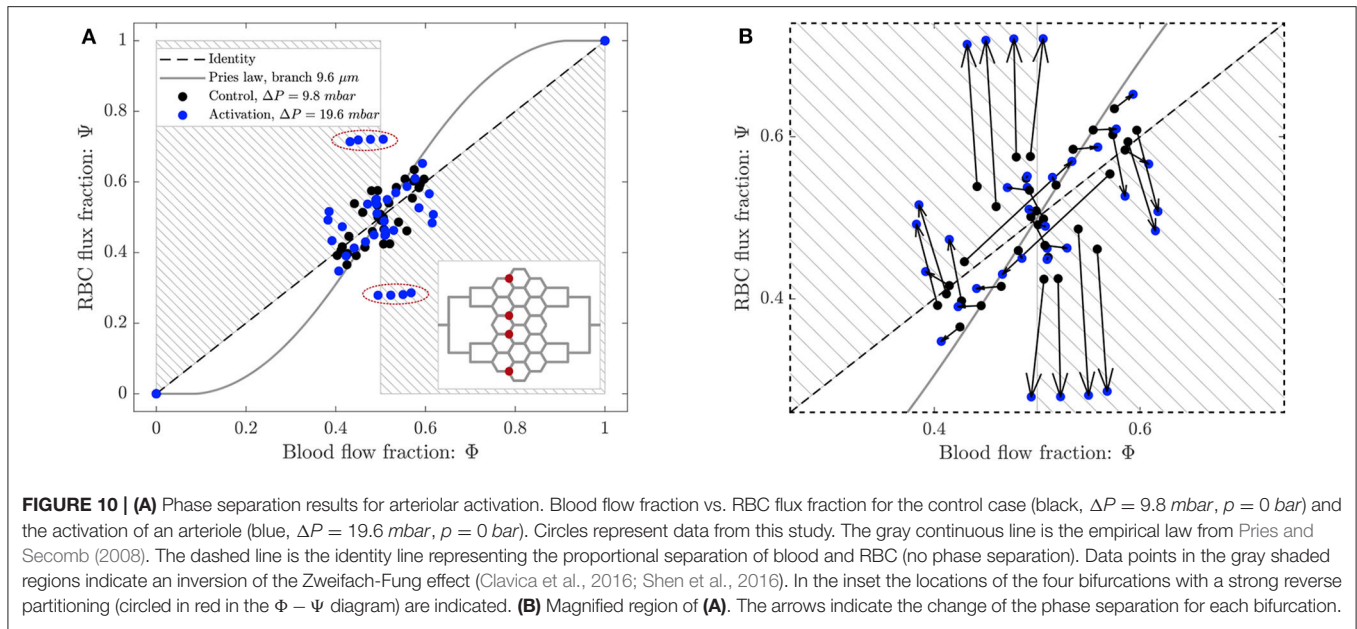 A
1
0.8
0.6
0.4
0.2
0
RBC flux fraction: Ψ
Identity
Pries law, branch 9.6 μm
Control, ΔP = 9.8 mbar
Activation, ΔP = 19.6 mbar
0 0.2 0.4 0.6 0.8 1
Blood flow fraction: Φ
B
0.6
0.4
RBC flux fraction: Ψ
0.4 0.6
Blood flow fraction: Φ
FIGURE 10 | (A) Phase separation results for arteriolar activation. Blood flow fraction vs. RBC flux fraction for the control case (black, ΔP = 9.8 mbar, p = 0 bar) and
the activation of an arteriole (blue, ΔP = 19.6 mbar, p = 0 bar). Circles represent data from this study. The gray continuous line is the empirical law from Pries and
Secomb (2008). The dashed line is the identity line representing the proportional separation of blood and RBC (no phase separation). Data points in the gray shaded
regions indicate an inversion of the Zweifach-Fung effect (Clavica et al., 2016; Shen et al., 2016). In the inset the locations of the four bifurcations with a strong reverse
partitioning (circled in red in the Φ − Ψ diagram) are indicated. (B) Magnified region of (A). The arrows indicate the change of the phase separation for each bifurcation.